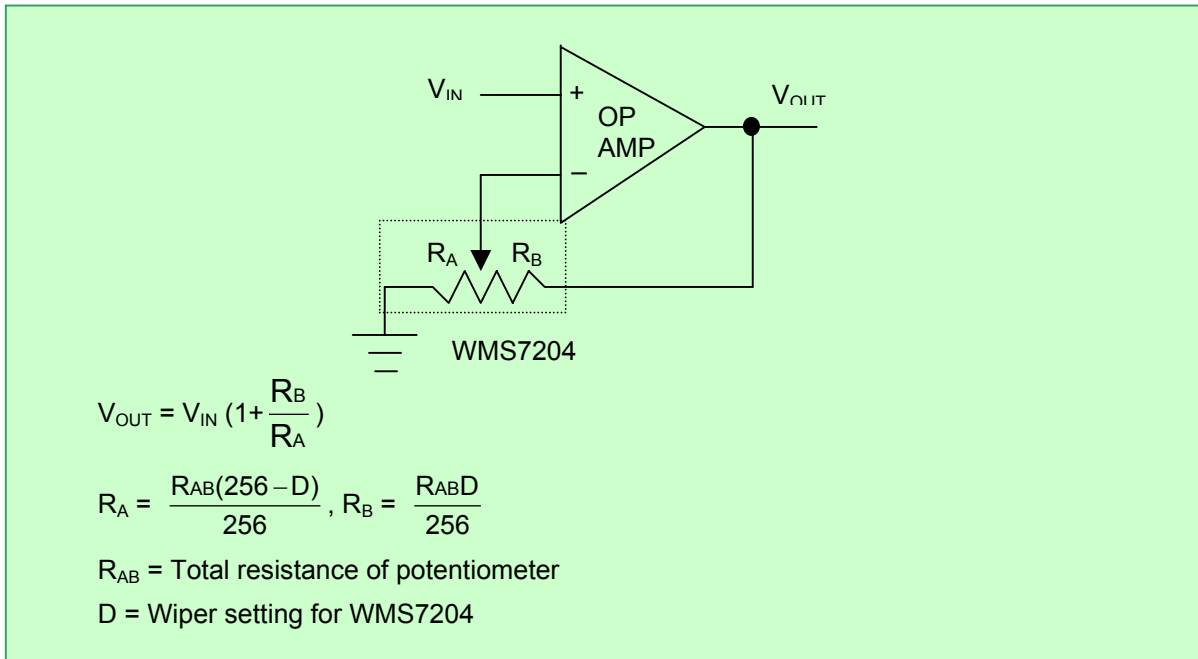 V_IN + OP V_OUT
AMP
−
R_A R_B
WMS7204
V_OUT = V_IN (1+ R_B / R_A )
R_A = R_AB(256 – D) / 256 , R_B = R_ABD / 256
R_AB = Total resistance of potentiometer
D = Wiper setting for WMS7204